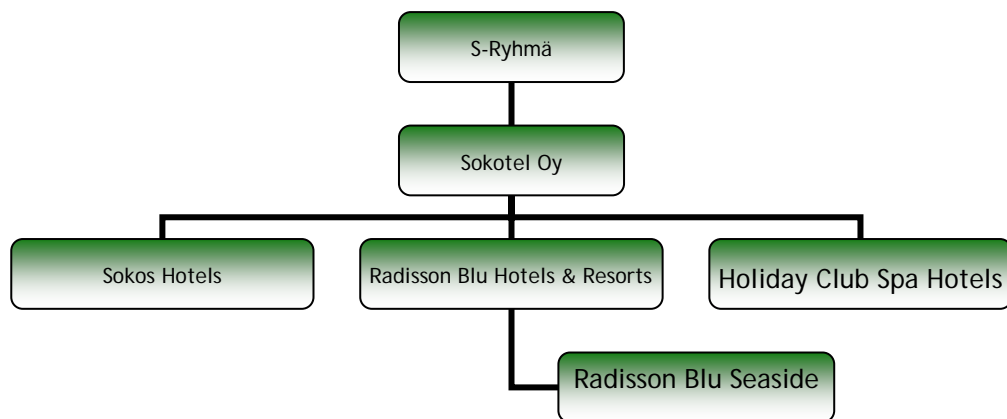 S-Ryhmä
Sokotel Oy
Sokos Hotels
Radisson Blu Hotels & Resorts
Holiday Club Spa Hotels
Radisson Blu Seaside